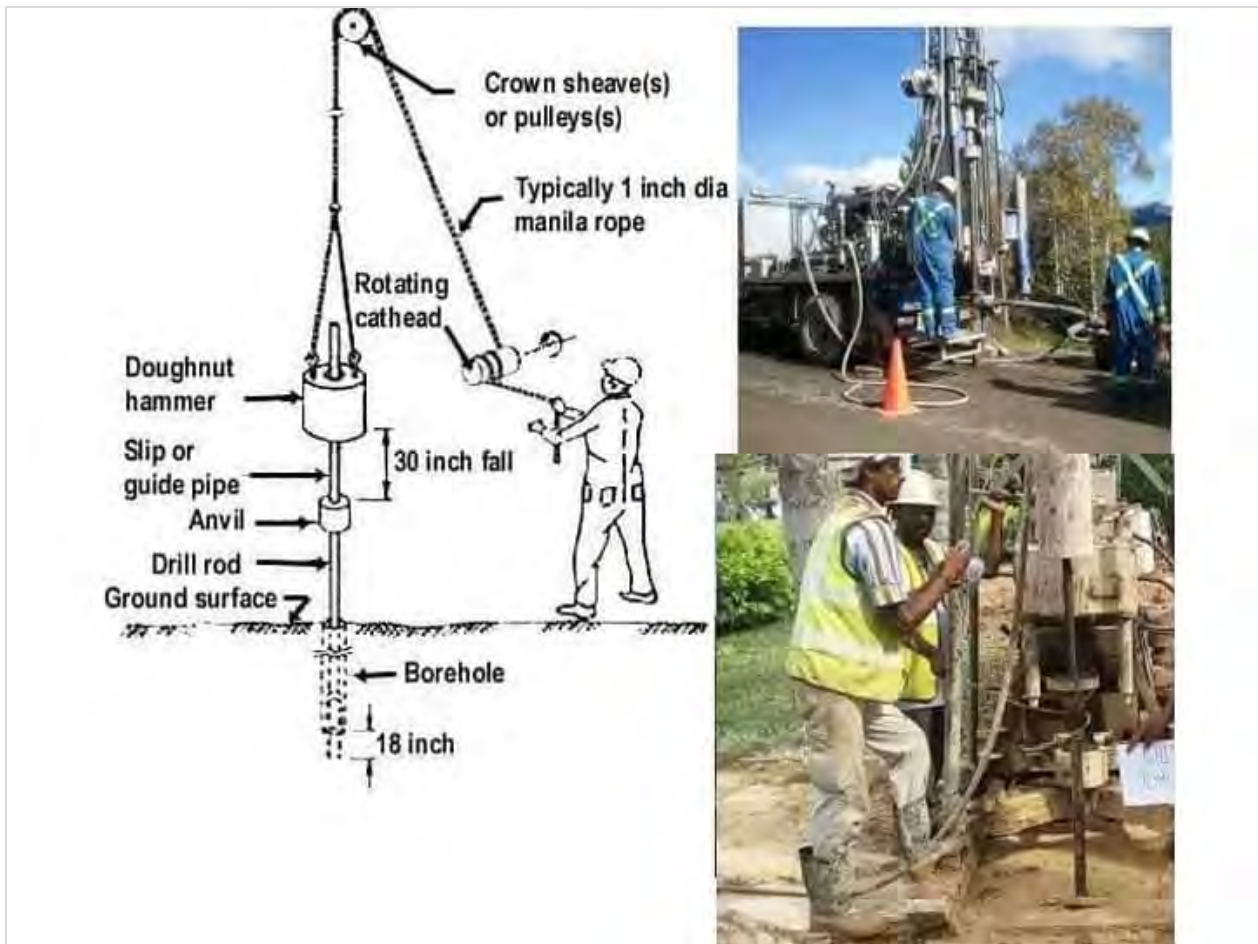 Crown sheave(s)
or pulleys(s)
Typically 1 inch dia
manila rope
Rotating
cathead
Doughnut
hammer
30 inch fall
Slip or
guide pipe
Anvil
Drill rod
Ground surface
Borehole
18 inch